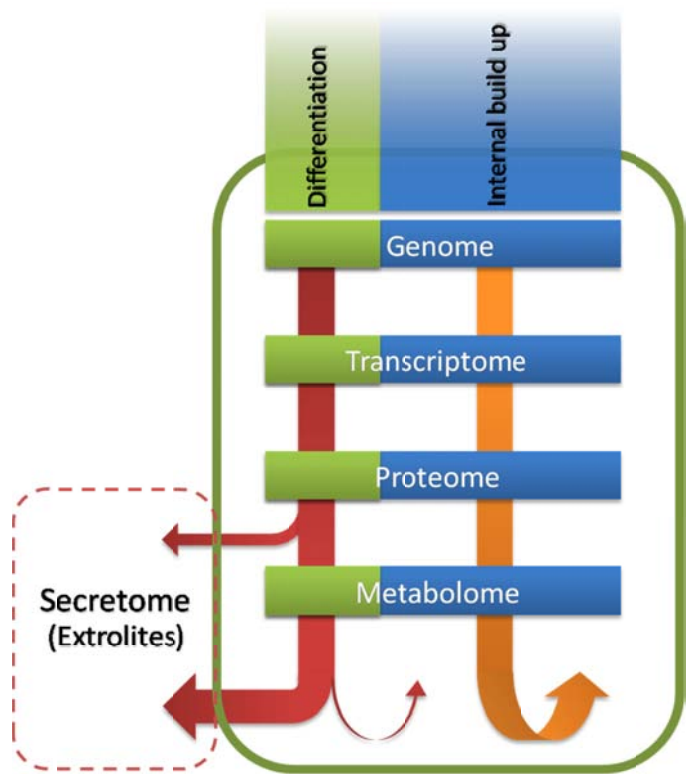 Differentiation
Internal build up
Genome
Transcriptome
Proteome
Metabolome
Secretome
(Extrolites)